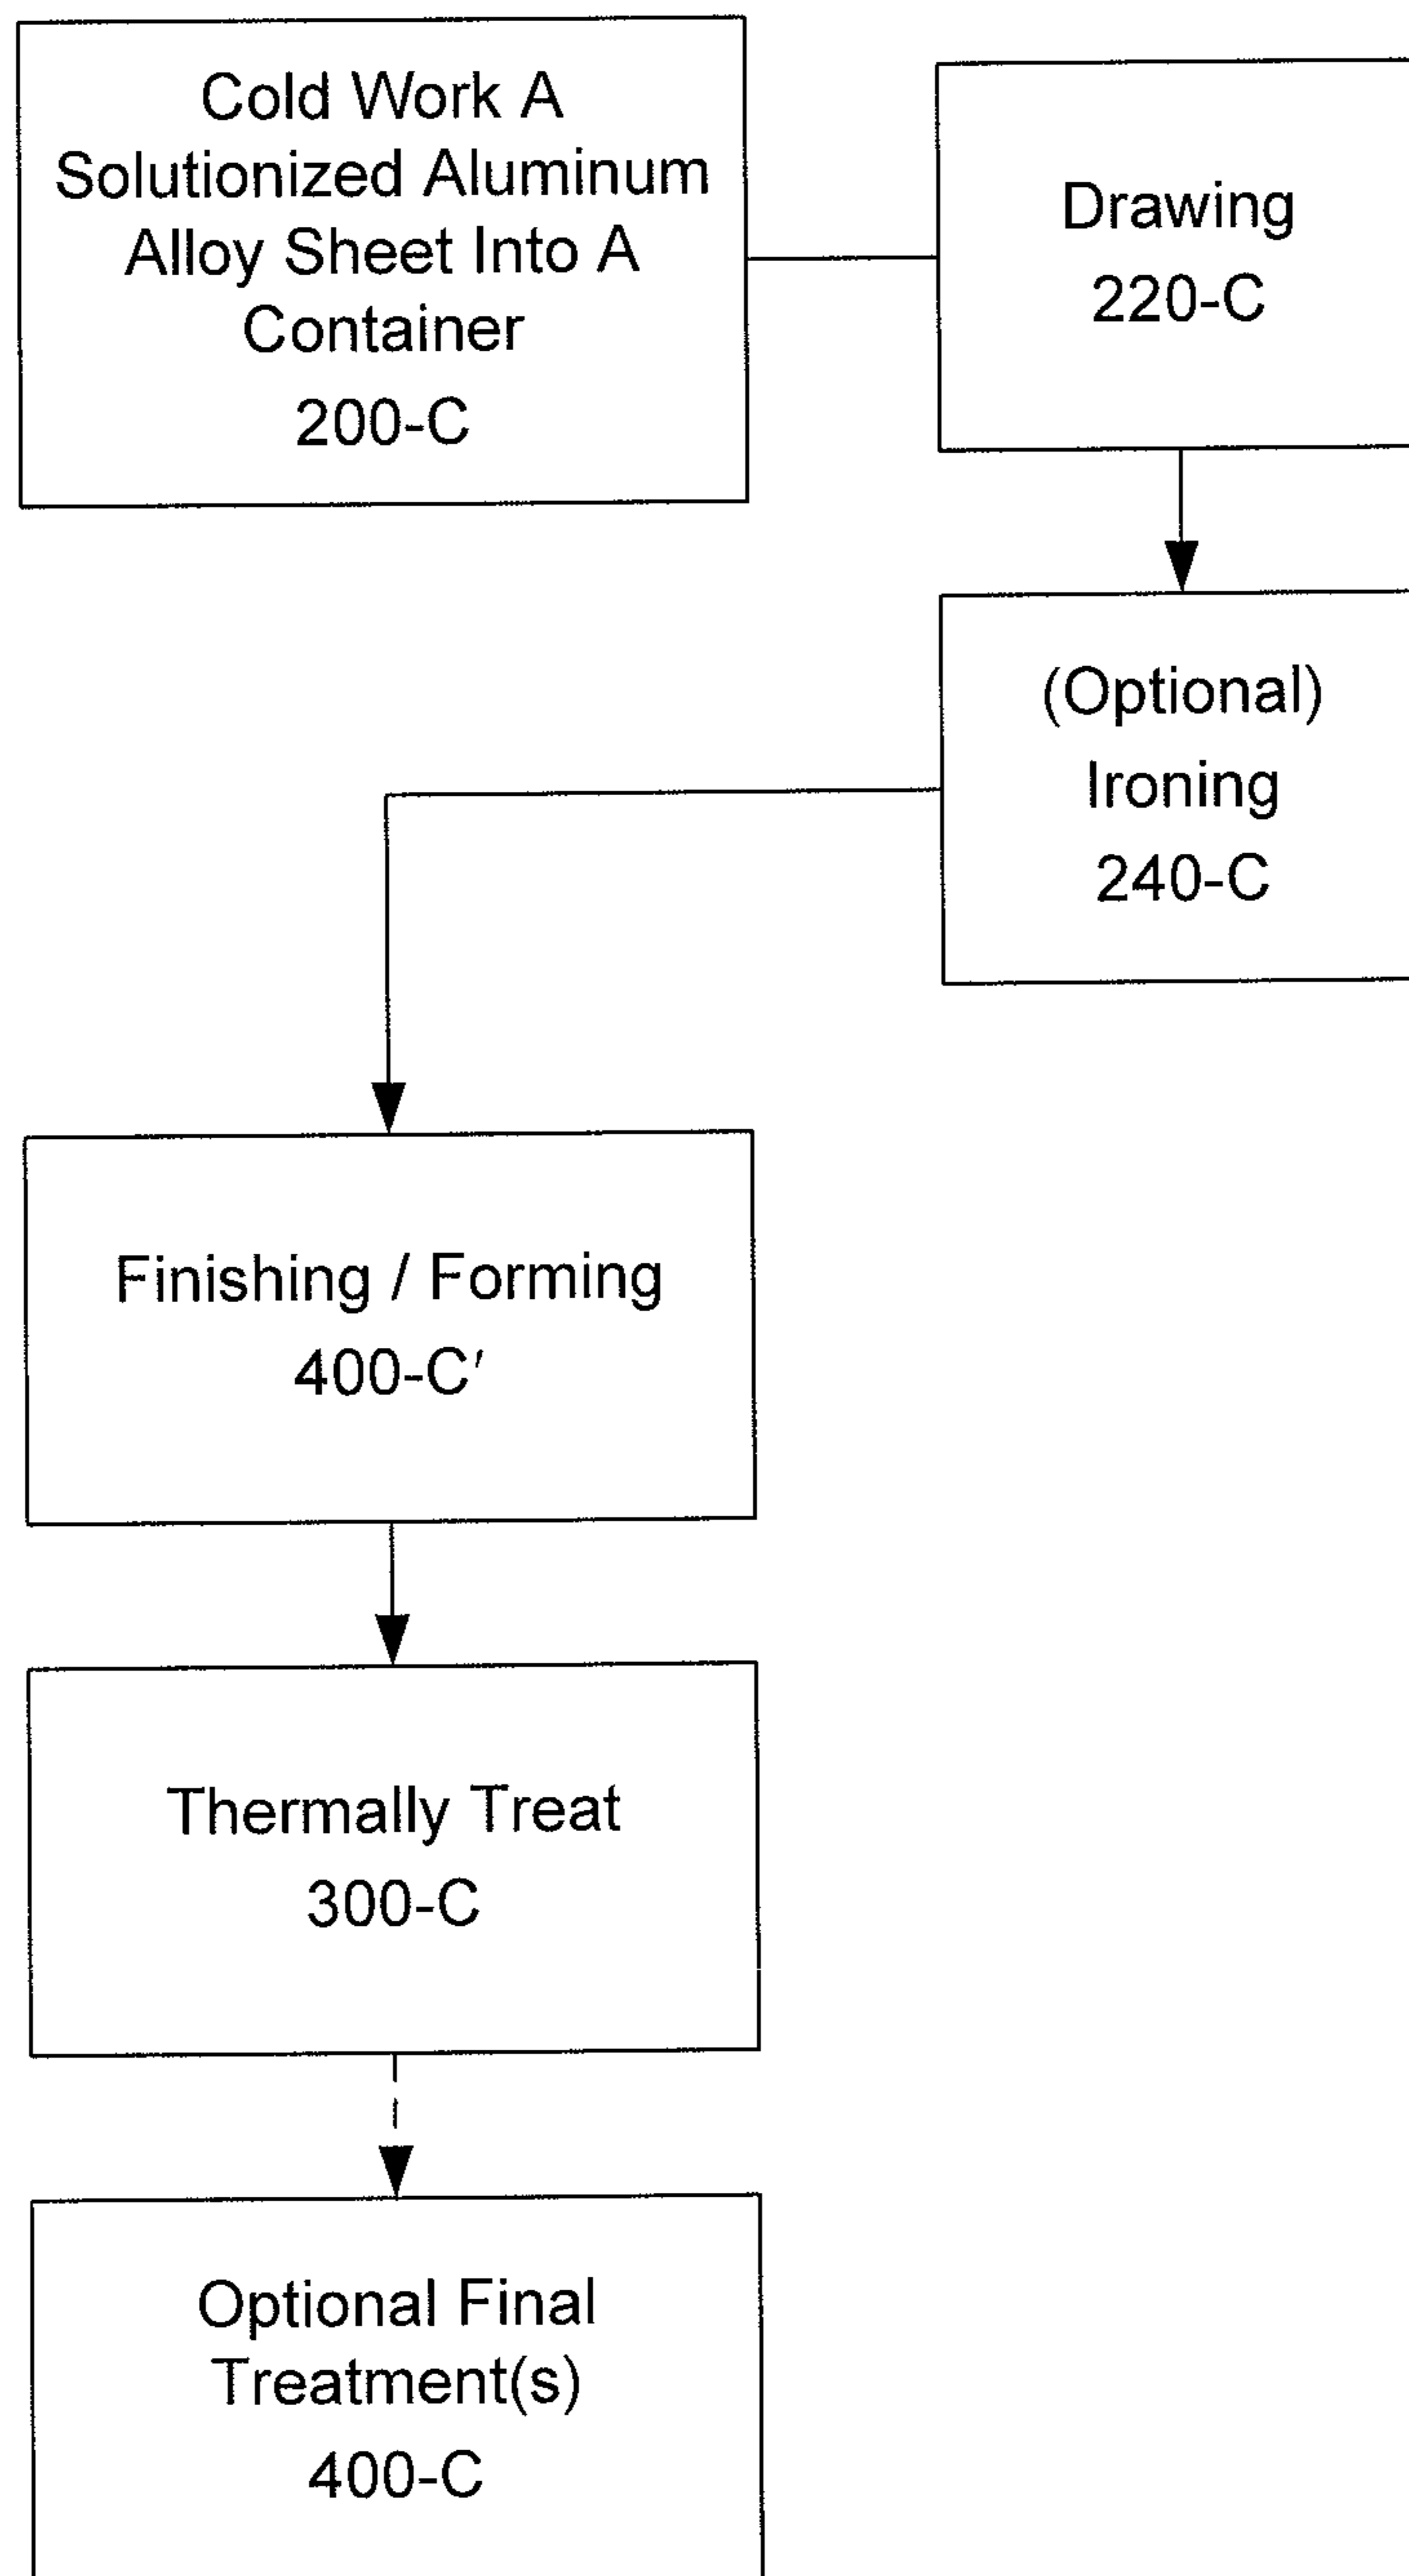 Cold Work A
Solutionized Aluminum
Alloy Sheet Into A
Container
200-C
Drawing
220-C
(Optional)
Ironing
240-C
Finishing / Forming
400-C′
Thermally Treat
300-C
Optional Final
Treatment(s)
400-C